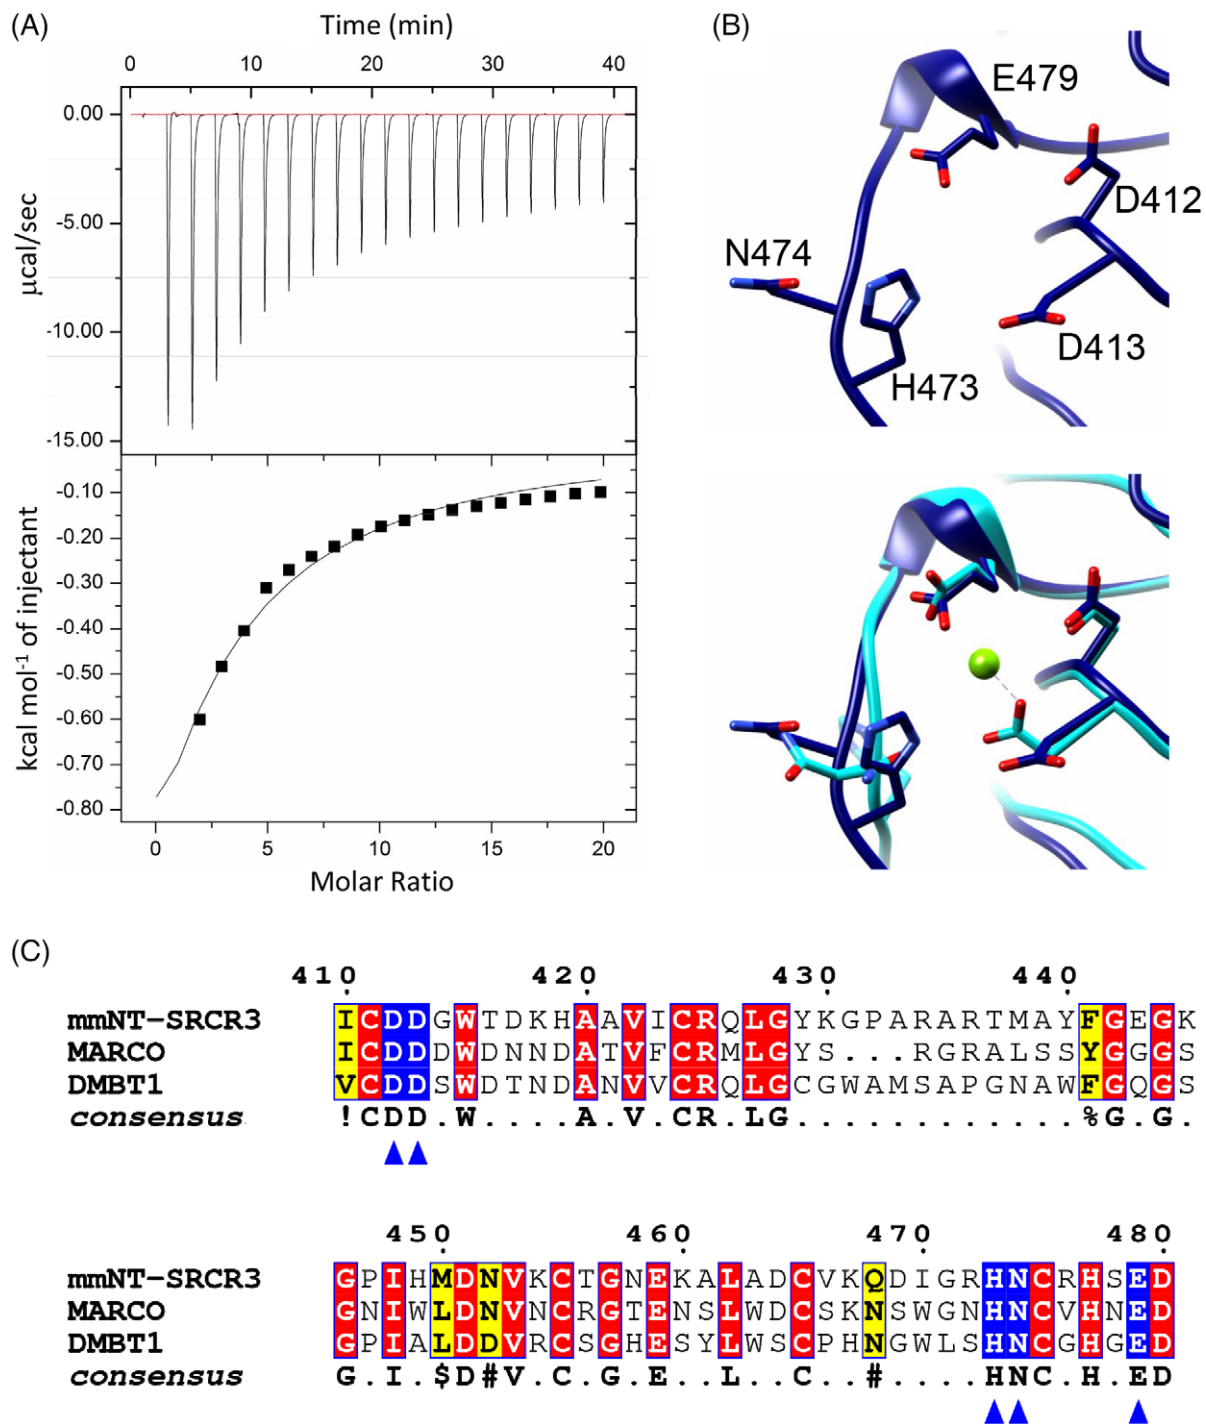 (A)
Time (min)
0 10 20 30 40
0.00
-5.00
-10.00
-15.00
µcal/sec
-0.10
-0.20
-0.30
-0.40
-0.50
-0.60
-0.70
-0.80
kcal mol-1 of injectant
0 5 10 15 20
Molar Ratio
(B)
E479
D412
N474
D413
H473
(C)
410 420 430 440
mmNT-SRCR3 ICDDGWTDKHAAVICRQLGYKGPARARTMAYFGEGK
MARCO ICDDDWDNNDATVFCRMLGYS...RGRALSSYGGGS
DMBT1 VCDDSWDTNDANVVCRQLGCGWAMSAPGNAWFGQGS
consensus !CDD.W....A.V.CR.LG............%G.G.
450 460 470 480
mmNT-SRCR3 GPIHMDNVKCTGNEKALADCVKQDIGRHNCRHSED
MARCO GNIWLDNVNCRGTENSLWDCSKNSWGNHNCVHNED
DMBT1 GPIALDDVRCSGHESYLWSCPHNGWLSHNCGHGED
consensus G.I.$D#V.C.G.E..L..C..#....HNC.H.ED